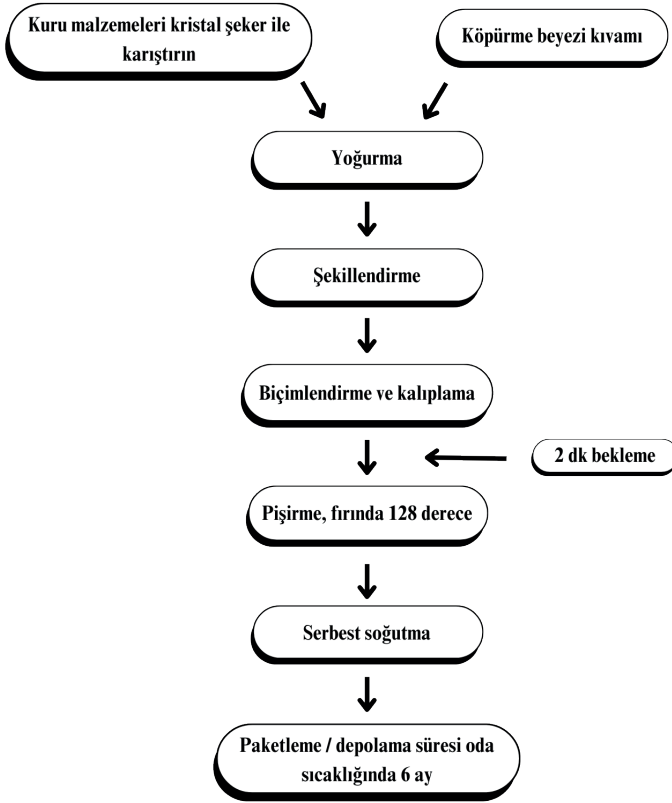 Kuru malzemeleri kristal şeker ile
karıştırın
Köpürme beyezi kıvamı
Yoğurma
Şekillendirme
Biçimlendirme ve kalıplama
2 dk bekleme
Pişirme, fırında 128 derece
Serbest soğutma
Paketleme / depolama süresi oda
sıcaklığında 6 ay